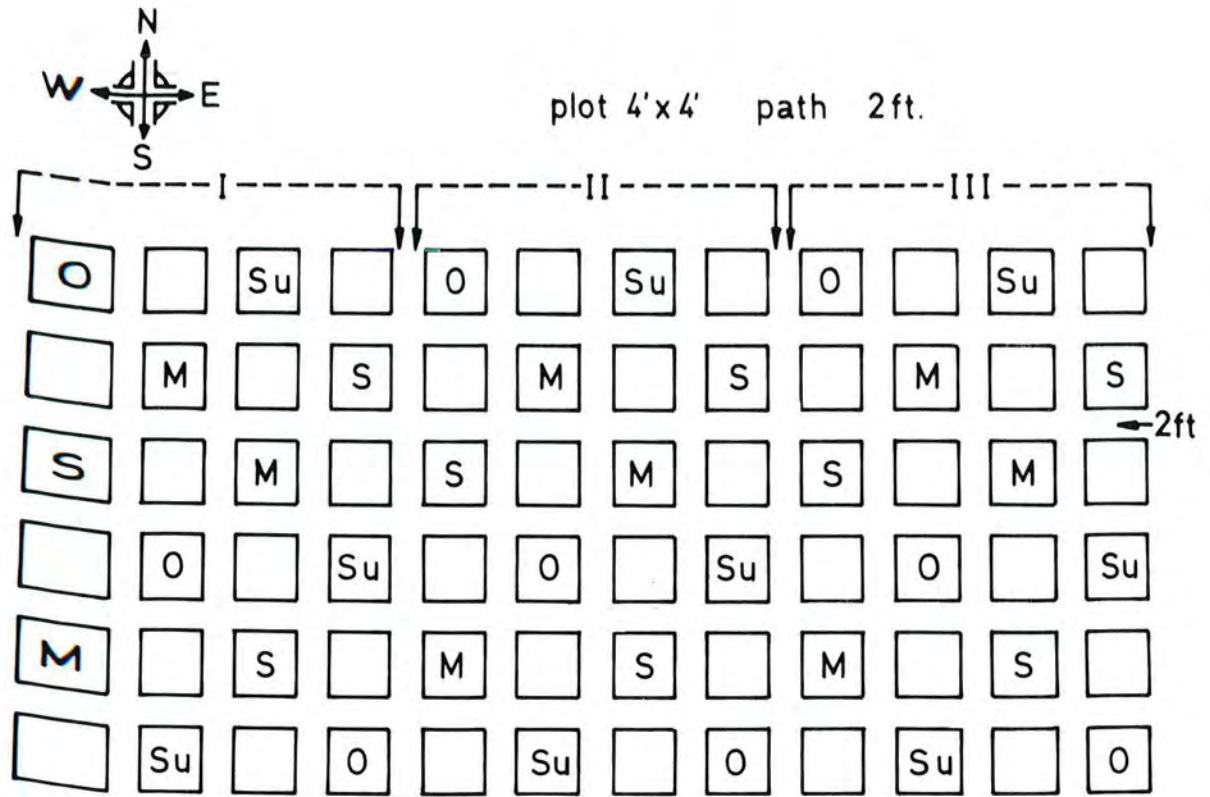 N
W E
S
plot 4'x4' path 2ft.
I II III
O Su O Su O Su
M S M S M S
2ft
S M S M S M
O Su O Su O Su
M S M S M S
Su O Su O Su O